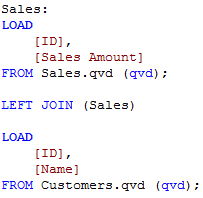 Sales:
LOAD
[ID],
[Sales Amount]
FROM Sales.qvd (qvd);
LEFT JOIN (Sales)
LOAD
[ID],
[Name]
FROM Customers.qvd (qvd);